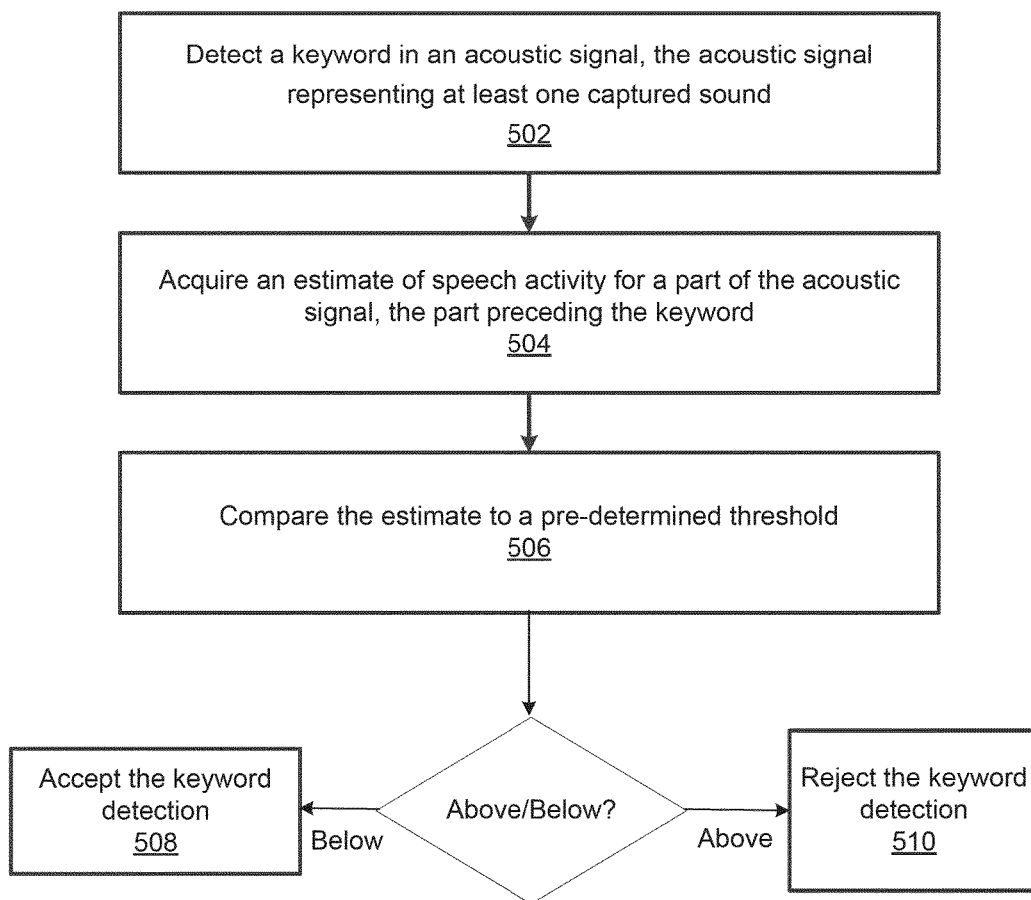 Detect a keyword in an acoustic signal, the acoustic signal
representing at least one captured sound
502
Acquire an estimate of speech activity for a part of the acoustic
signal, the part preceding the keyword
504
Compare the estimate to a pre-determined threshold
506
Above/Below?
Below
Above
Accept the keyword
detection
508
Reject the keyword
detection
510